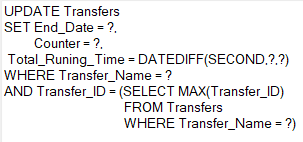 UPDATE Transfers
SET End_Date = ?,
Counter = ?,
Total_Runing_Time = DATEDIFF(SECOND,?,?)
WHERE Transfer_Name = ?
AND Transfer_ID = (SELECT MAX(Transfer_ID)
FROM Transfers
WHERE Transfer_Name = ?)